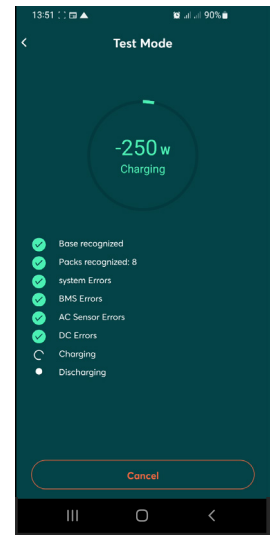 13:51
90%
Test Mode
-250 w
Charging
Base recognized
Packs recognized: 8
system Errors
BMS Errors
AC Sensor Errors
DC Errors
Charging
Discharging
Cancel